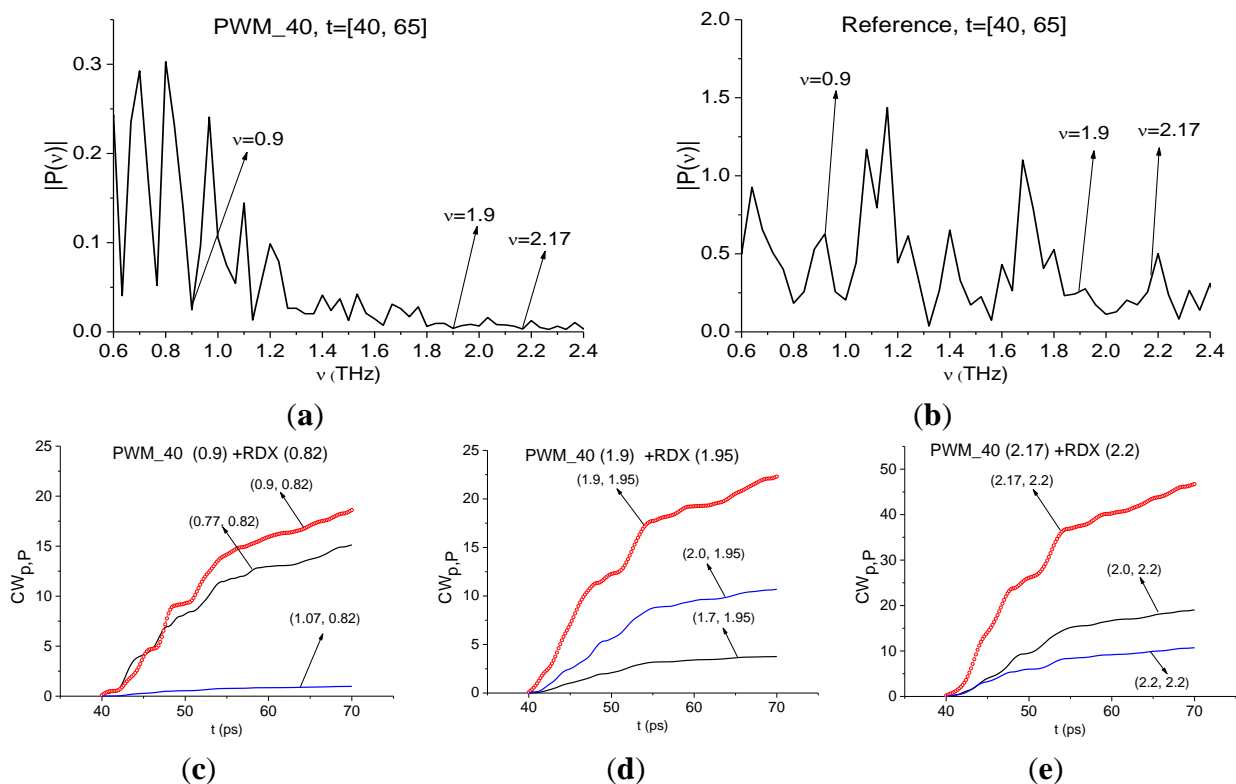 PWM_40, t=[40, 65]
|P(ν)|
0.3
0.2
0.1
0.0
ν=0.9
ν=1.9
ν=2.17
0.6 0.8 1.0 1.2 1.4 1.6 1.8 2.0 2.2 2.4
ν (THz)
(a)
Reference, t=[40, 65]
|P(ν)|
2.0
1.5
1.0
0.5
0.0
ν=0.9
ν=1.9
ν=2.17
0.6 0.8 1.0 1.2 1.4 1.6 1.8 2.0 2.2 2.4
ν (THz)
(b)
PWM_40 (0.9) +RDX (0.82)
CWp,P
25
20
15
10
5
0
(0.9, 0.82)
(0.77, 0.82)
(1.07, 0.82)
40 50 60 70
t (ps)
(c)
PWM_40 (1.9) +RDX (1.95)
CWp,P
25
20
15
10
5
0
(1.9, 1.95)
(2.0, 1.95)
(1.7, 1.95)
40 50 60 70
t (ps)
(d)
PWM_40 (2.17) +RDX (2.2)
CWp,P
50
40
30
20
10
0
(2.17, 2.2)
(2.0, 2.2)
(2.2, 2.2)
40 50 60 70
t (ps)
(e)